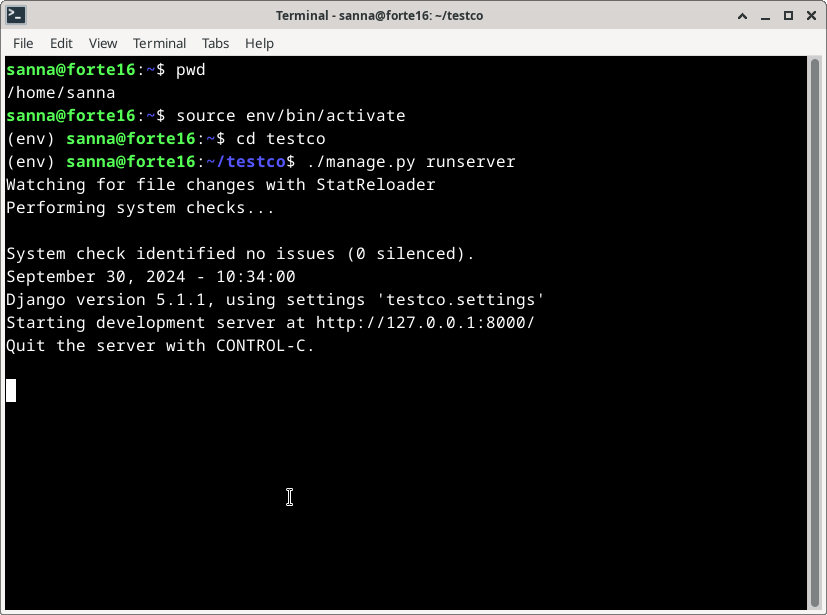 Terminal - sanna@forte16: ~/testco
File Edit View Terminal Tabs Help
sanna@forte16:~$ pwd
/home/sanna
sanna@forte16:~$ source env/bin/activate
(env) sanna@forte16:~$ cd testco
(env) sanna@forte16:~/testco$ ./manage.py runserver
Watching for file changes with StatReloader
Performing system checks...
System check identified no issues (0 silenced).
September 30, 2024 - 10:34:00
Django version 5.1.1, using settings 'testco.settings'
Starting development server at http://127.0.0.1:8000/
Quit the server with CONTROL-C.